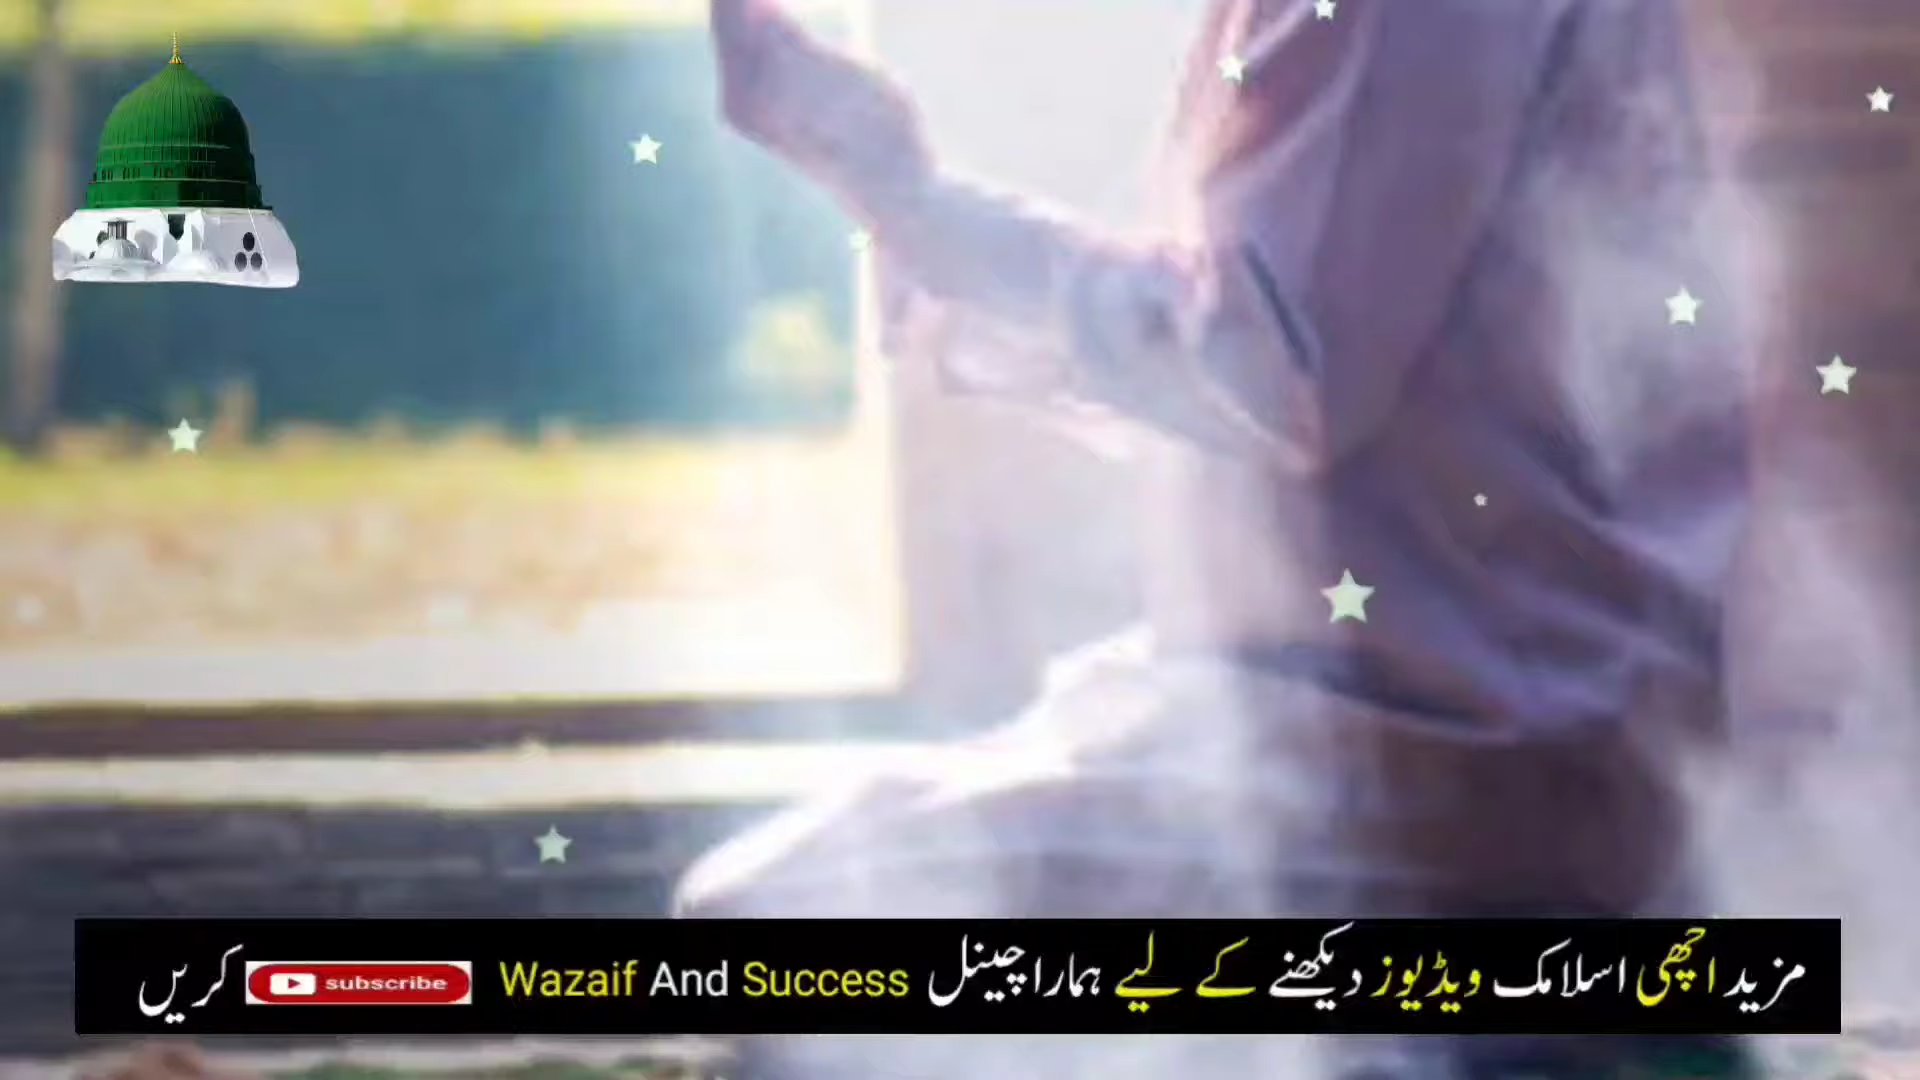 مزید اچھی اسلامک ویڈیوز دیکھنے کے لیے ہمارا چینل Wazaif And Success subscribe کریں